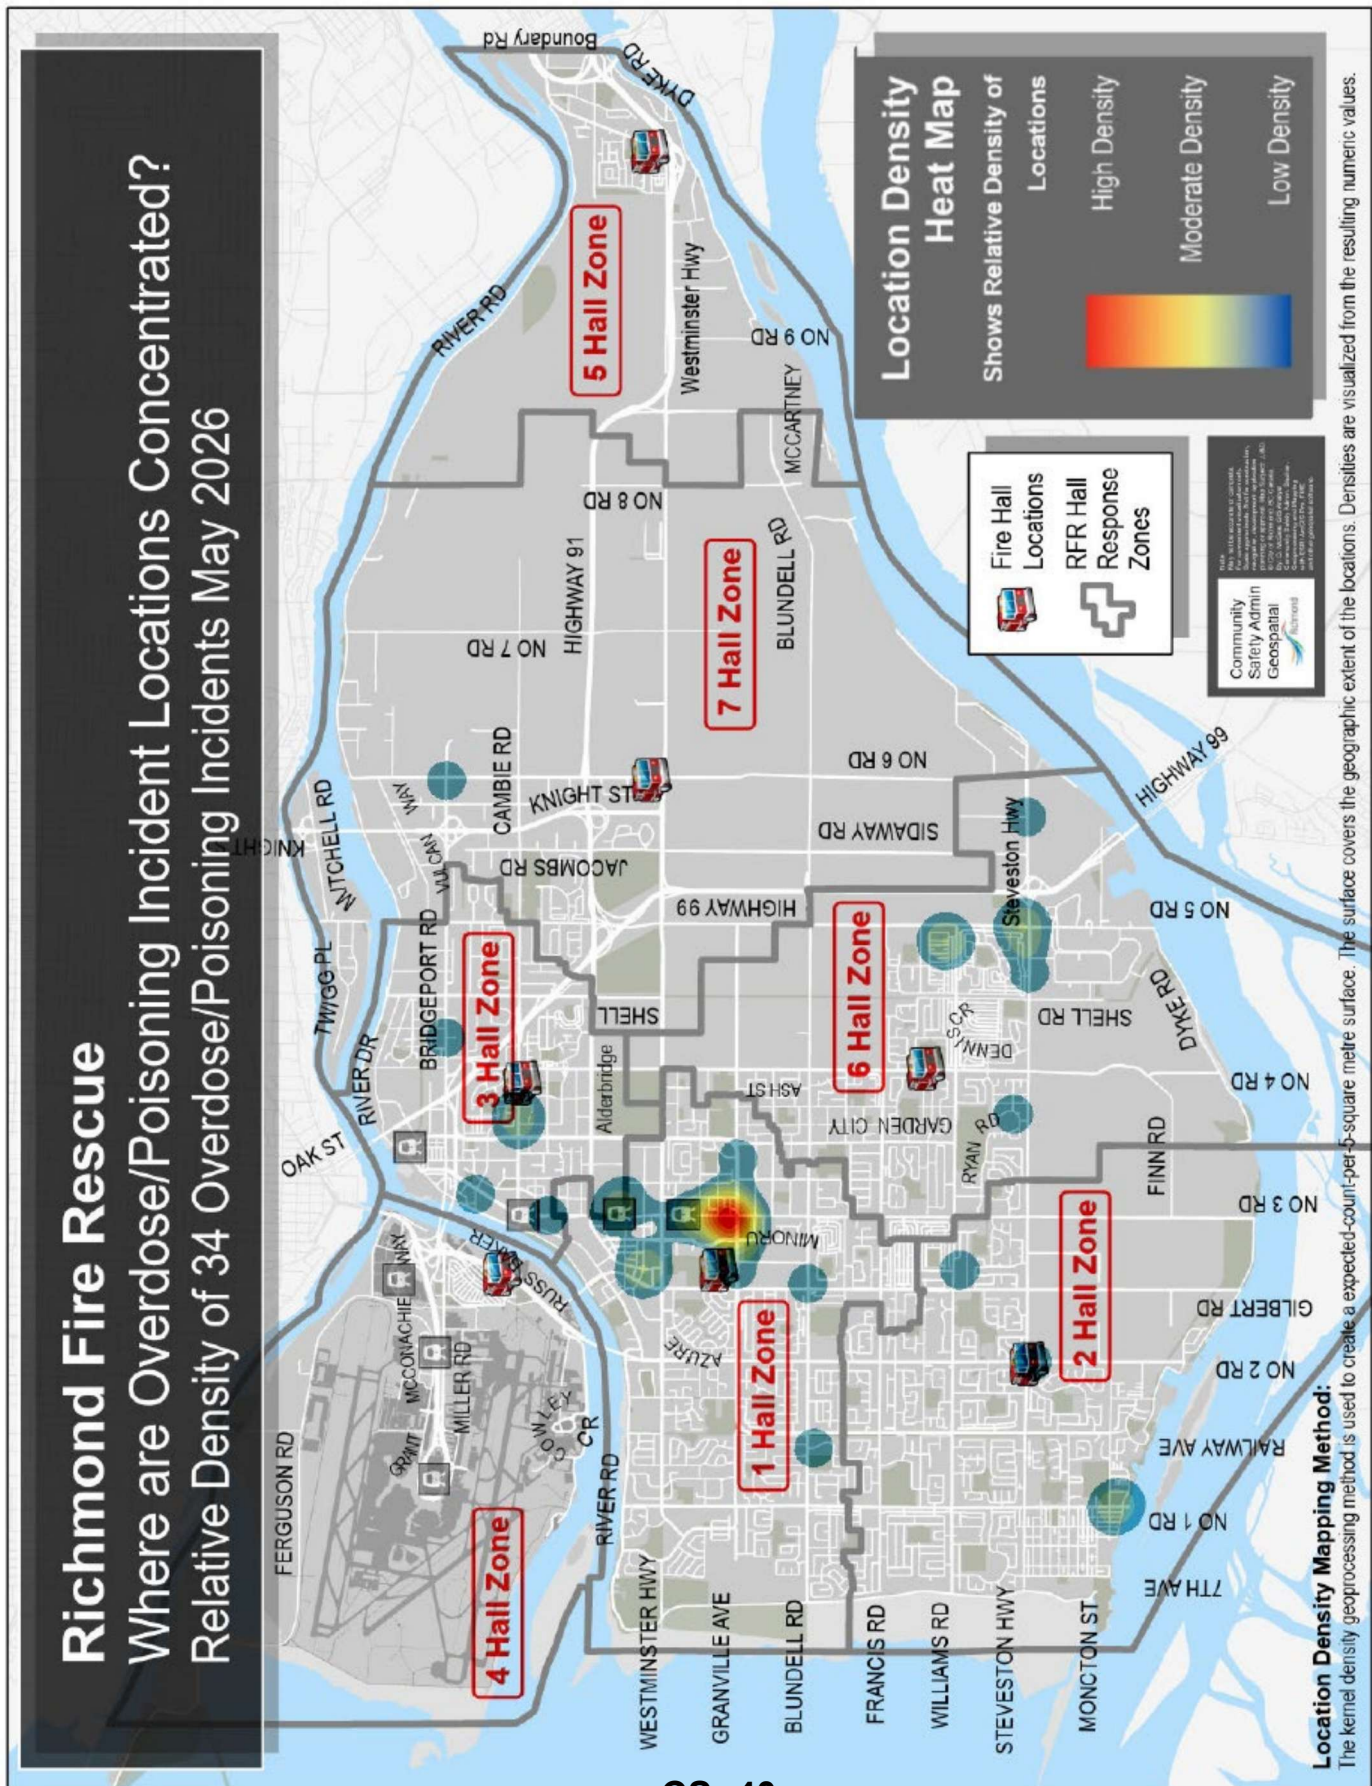 Richmond Fire Rescue
Where are Overdose/Poisoning Incident Locations Concentrated?
Relative Density of 34 Overdose/Poisoning Incidents May 2026
FERGUSON RD
GRANT
MCCONACHIE WAY
MILLER RD
COWLEY
CR
RUSS BAKER
RIVER RD
4 Hall Zone
OAK ST
RIVER DR
TWIGG PL
MITCHELL RD
KNIGHT
BRIDGEPORT RD
VULCAN
WAY
CAMBIE RD
KNIGHT ST
JACOBMS RD
3 Hall Zone
Alderbridge
SHELL
HIGHWAY 99
HIGHWAY 91
NO 7 RD
NO 8 RD
RIVER RD
Boundary Rd
DYKE RD
5 Hall Zone
Westminster Hwy
NO 9 RD
MCCARTNEY
7 Hall Zone
BLUNDELL RD
NO 6 RD
SIDAWAY RD
Steveston Hwy
HIGHWAY 99
NO 5 RD
6 Hall Zone
ASH ST
GARDEN CITY
DENNIS CR
SHELL RD
DYKE RD
RYAN RD
NO 4 RD
FINN RD
NO 3 RD
MINORU
AZURE
1 Hall Zone
2 Hall Zone
GILBERT RD
NO 2 RD
RAILWAY AVE
NO 1 RD
7TH AVE
WESTMINSTER HWY
GRANVILLE AVE
BLUNDELL RD
FRANCIS RD
WILLIAMS RD
STEVESTON HWY
MONCTON ST
Location Density
Heat Map
Shows Relative Density of
Locations
High Density
Moderate Density
Low Density
Fire Hall
Locations
RFR Hall
Response
Zones
Community
Safety Admin
Geospatial
Richmond
Location Density Mapping Method:
The kernel density geoprocessing method is used to create a expected-count-per-5-square metre surface. The surface covers the geographic extent of the locations. Densities are visualized from the resulting numeric values.